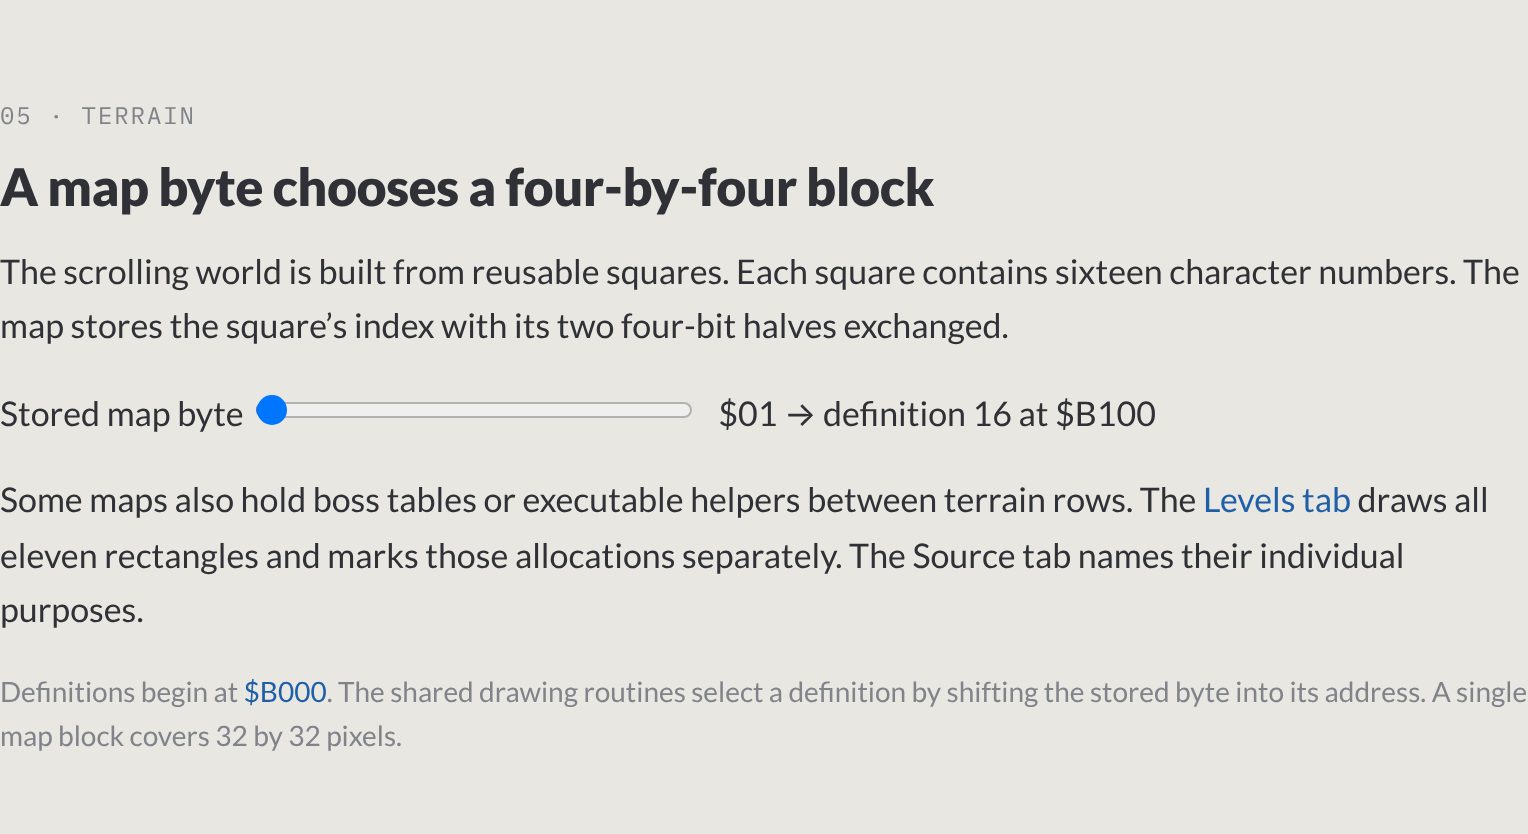 05 · TERRAIN
A map byte chooses a four-by-four block
The scrolling world is built from reusable squares. Each square contains sixteen character numbers. The
map stores the square’s index with its two four-bit halves exchanged.
Stored map byte $01 → definition 16 at $B100
Some maps also hold boss tables or executable helpers between terrain rows. The Levels tab draws all
eleven rectangles and marks those allocations separately. The Source tab names their individual
purposes.
Definitions begin at $B000. The shared drawing routines select a definition by shifting the stored byte into its address. A single
map block covers 32 by 32 pixels.